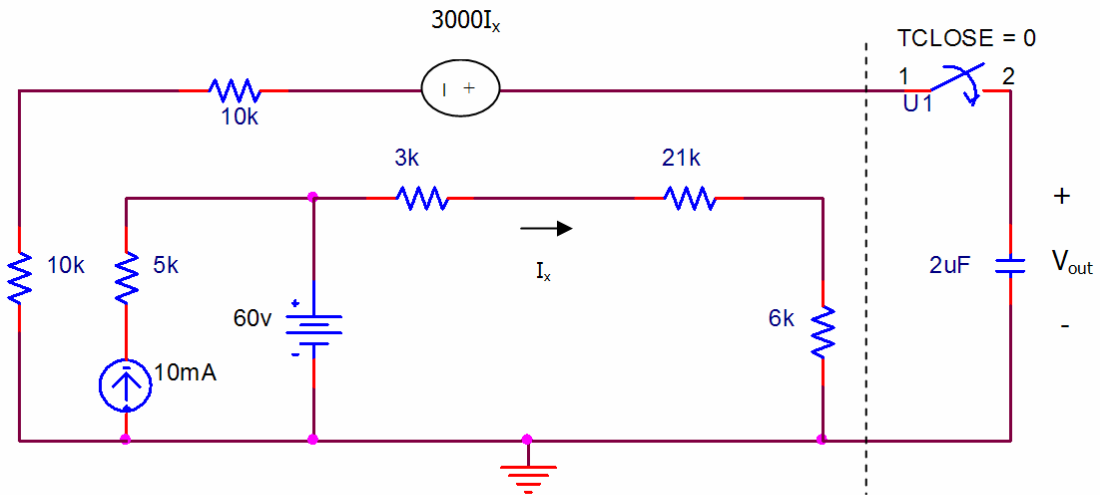 3000Iₓ
TCLOSE = 0
1 2
U1
10k
3k
21k
+
10k
5k
Iₓ
2uF
Vout
60v
6k
-
10mA